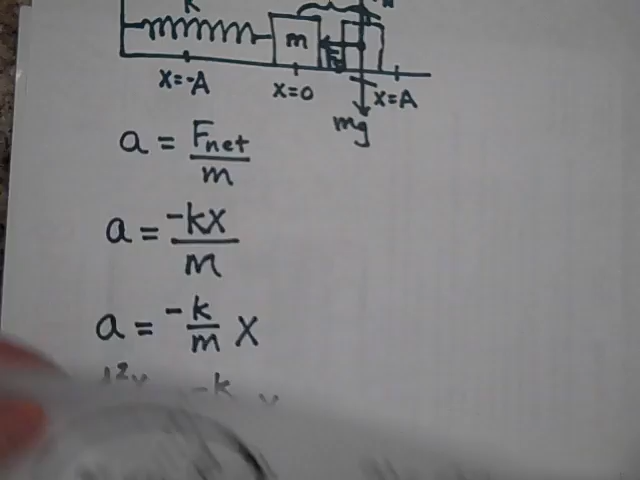 k
m
x=-A
x=0
x=A
mg
a = Fnet/m
a = -kx/m
a = -k/m x